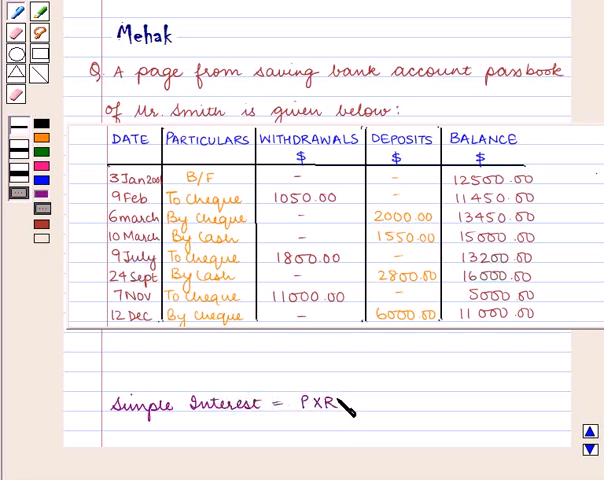 Mehak
Q. A page from saving bank account passbook
of Mr. Smith is given below:
DATE PARTICULARS WITHDRAWALS $ DEPOSITS $ BALANCE $
3 Jan 2001 B/F - - 12500.00
9 Feb To cheque 1050.00 - 11450.00
6 march By cheque - 2000.00 13450.00
10 March By Cash - 1550.00 15000.00
9 July To cheque 1800.00 - 13200.00
24 Sept By Cash - 2800.00 16000.00
7 Nov To cheque 11000.00 - 5000.00
12 Dec By cheque - 6000.00 11000.00
Simple Interest = P×R